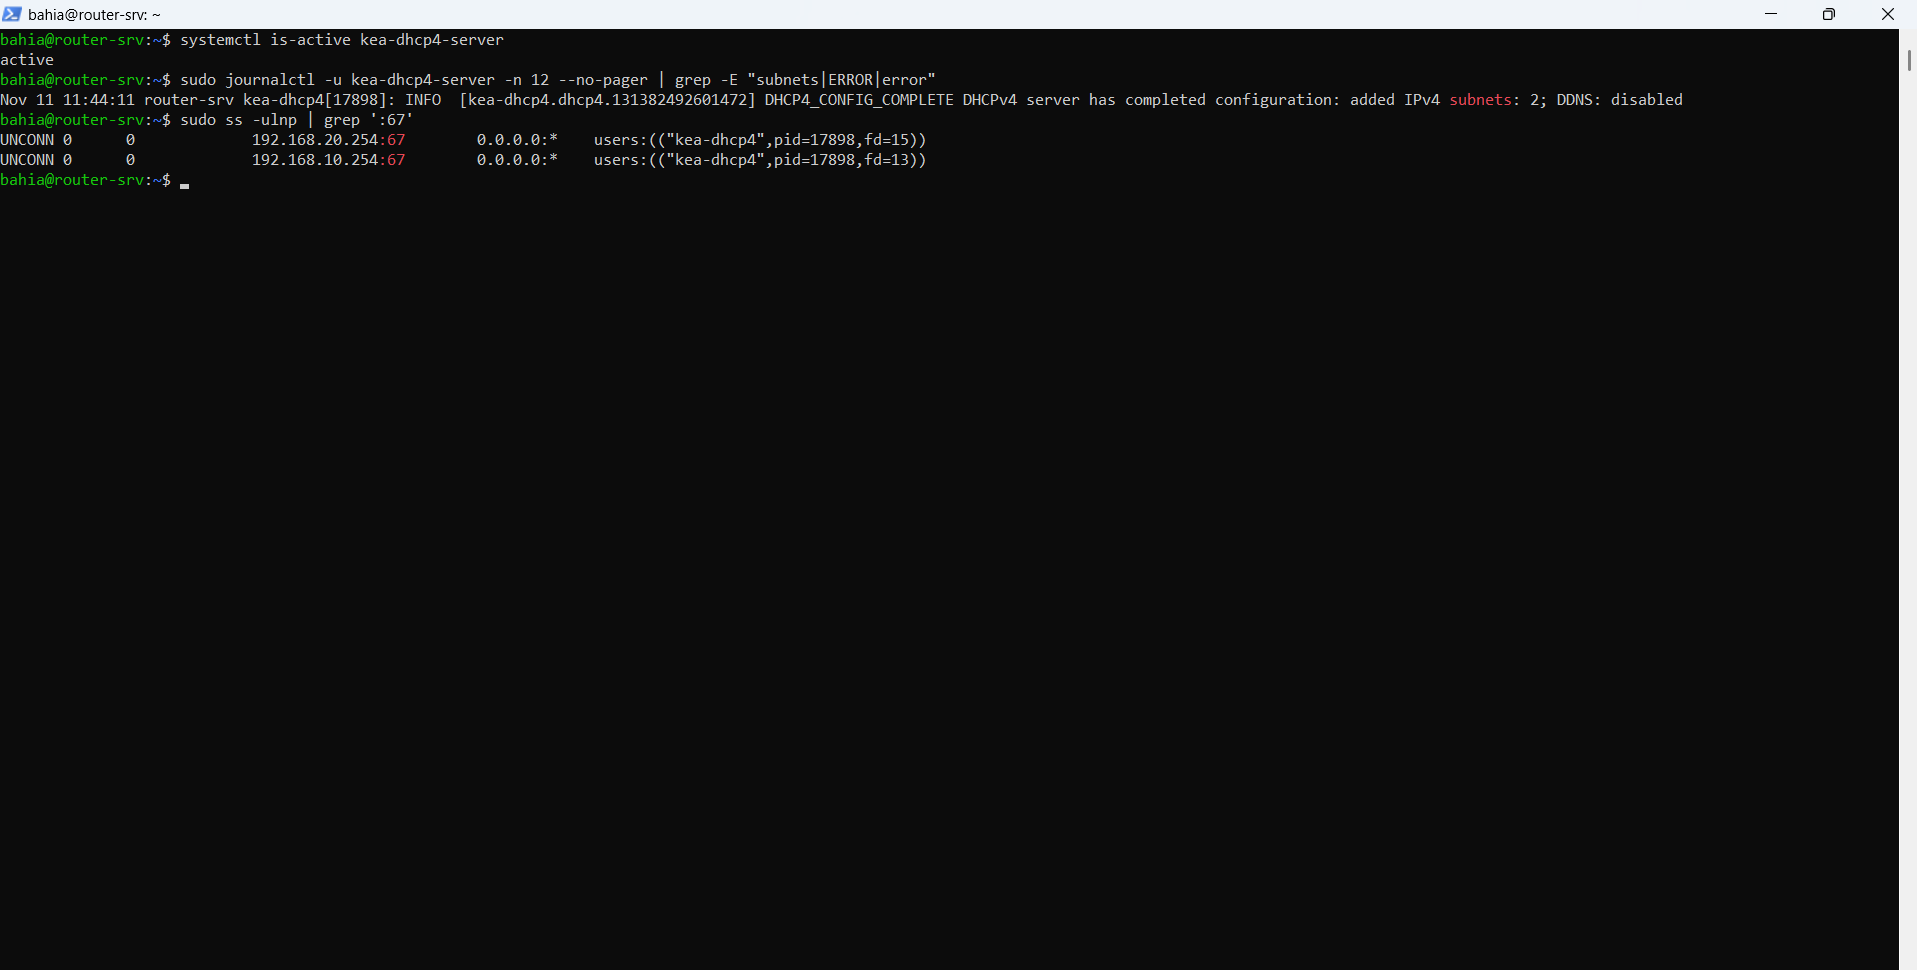 bahia@router-srv: ~
bahia@router-srv:~$ systemctl is-active kea-dhcp4-server
active
bahia@router-srv:~$ sudo journalctl -u kea-dhcp4-server -n 12 --no-pager | grep -E "subnets|ERROR|error"
Nov 11 11:44:11 router-srv kea-dhcp4[17898]: INFO  [kea-dhcp4.dhcp4.131382492601472] DHCP4_CONFIG_COMPLETE DHCPv4 server has completed configuration: added IPv4 subnets: 2; DDNS: disabled
bahia@router-srv:~$ sudo ss -ulnp | grep ':67'
UNCONN 0      0             192.168.20.254:67        0.0.0.0:*    users:(("kea-dhcp4",pid=17898,fd=15))
UNCONN 0      0             192.168.10.254:67        0.0.0.0:*    users:(("kea-dhcp4",pid=17898,fd=13))
bahia@router-srv:~$